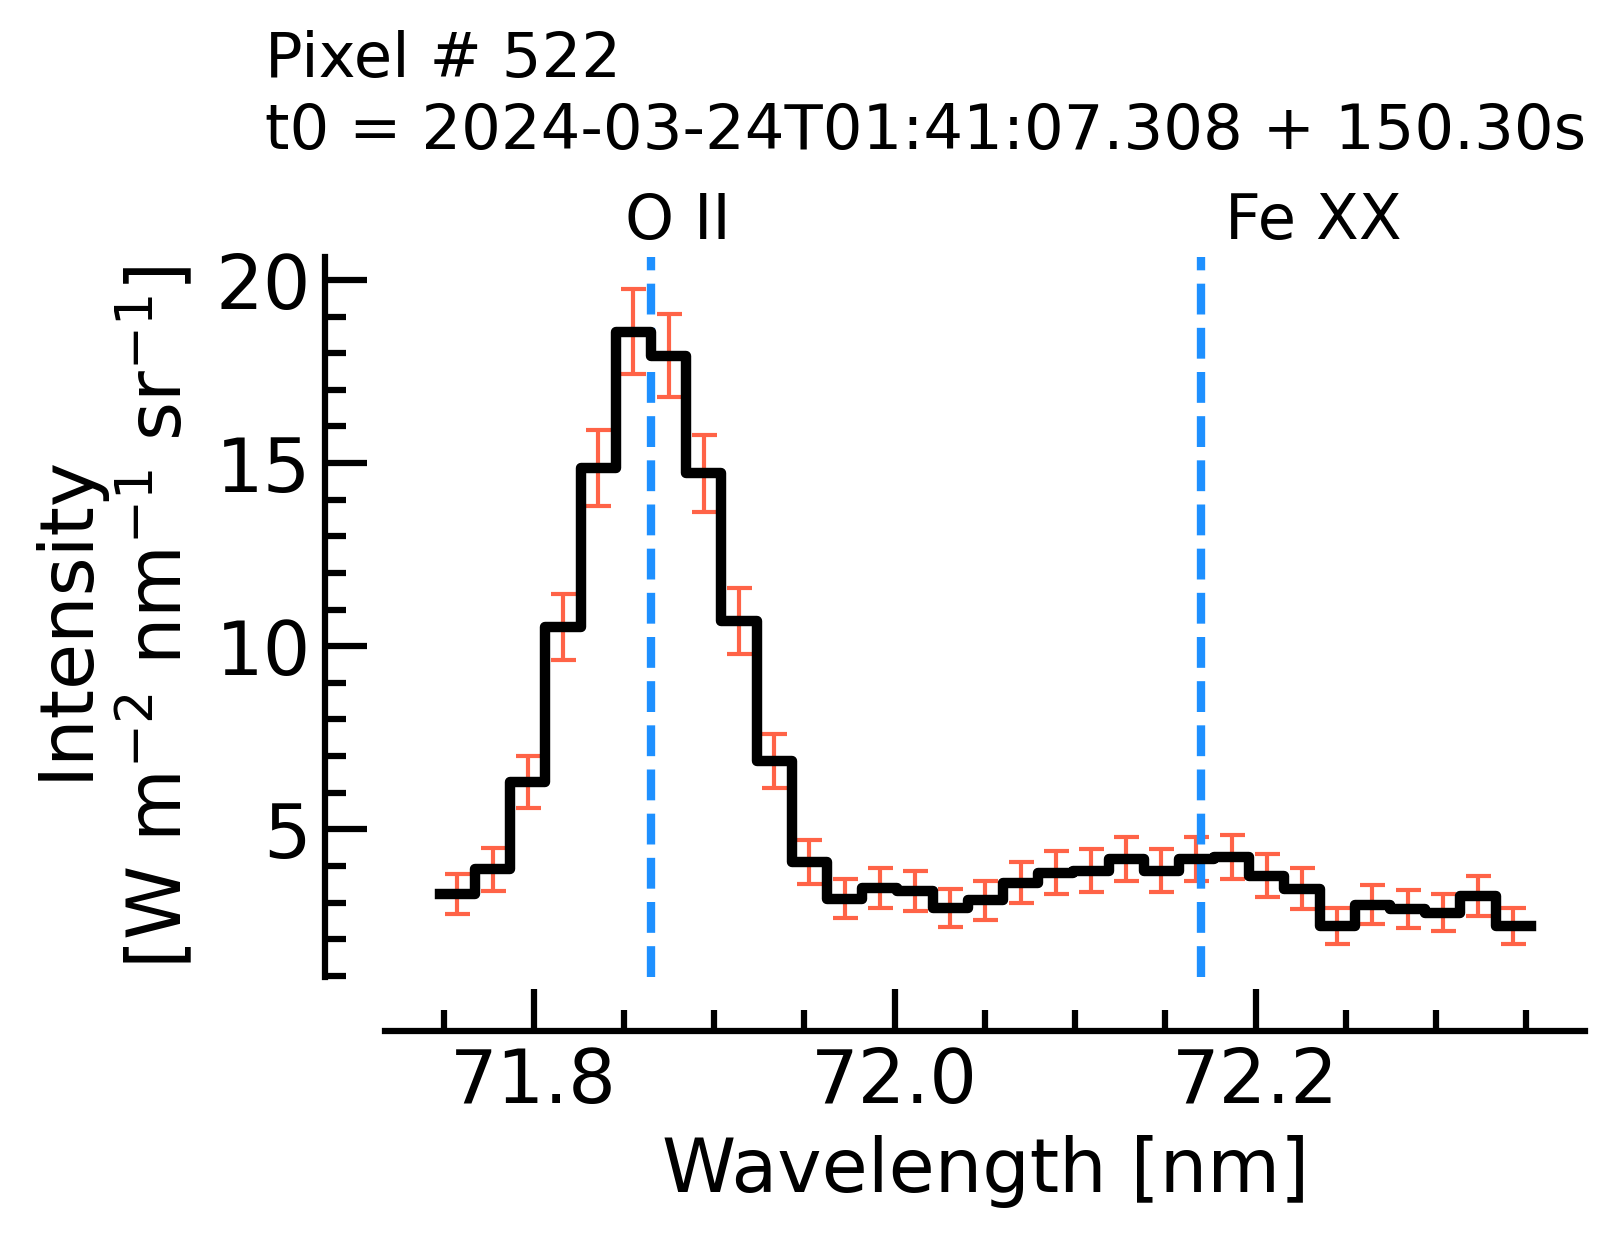 Pixel # 522
t0 = 2024-03-24T01:41:07.308 + 150.30s
O II
Fe XX
Intensity
[W m⁻² nm⁻¹ sr⁻¹]
20
15
10
5
71.8
72.0
72.2
Wavelength [nm]